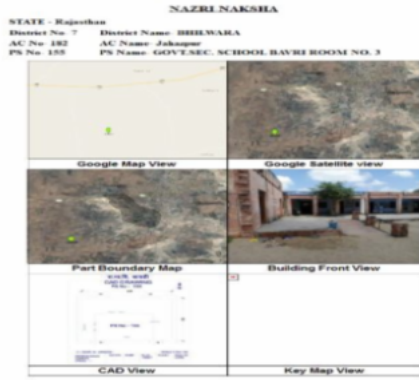 NAZRI NAKSHA
STATE - Rajasthan
District No- 7 District Name- BHILWARA
AC No- 182 AC Name- Jahazpur
PS No- 155 PS Name- GOVT.SEC. SCHOOL BAVRI ROOM NO. 3
Google Map View
Google Satellite view
Part Boundary Map
Building Front View
CAD View
Key Map View